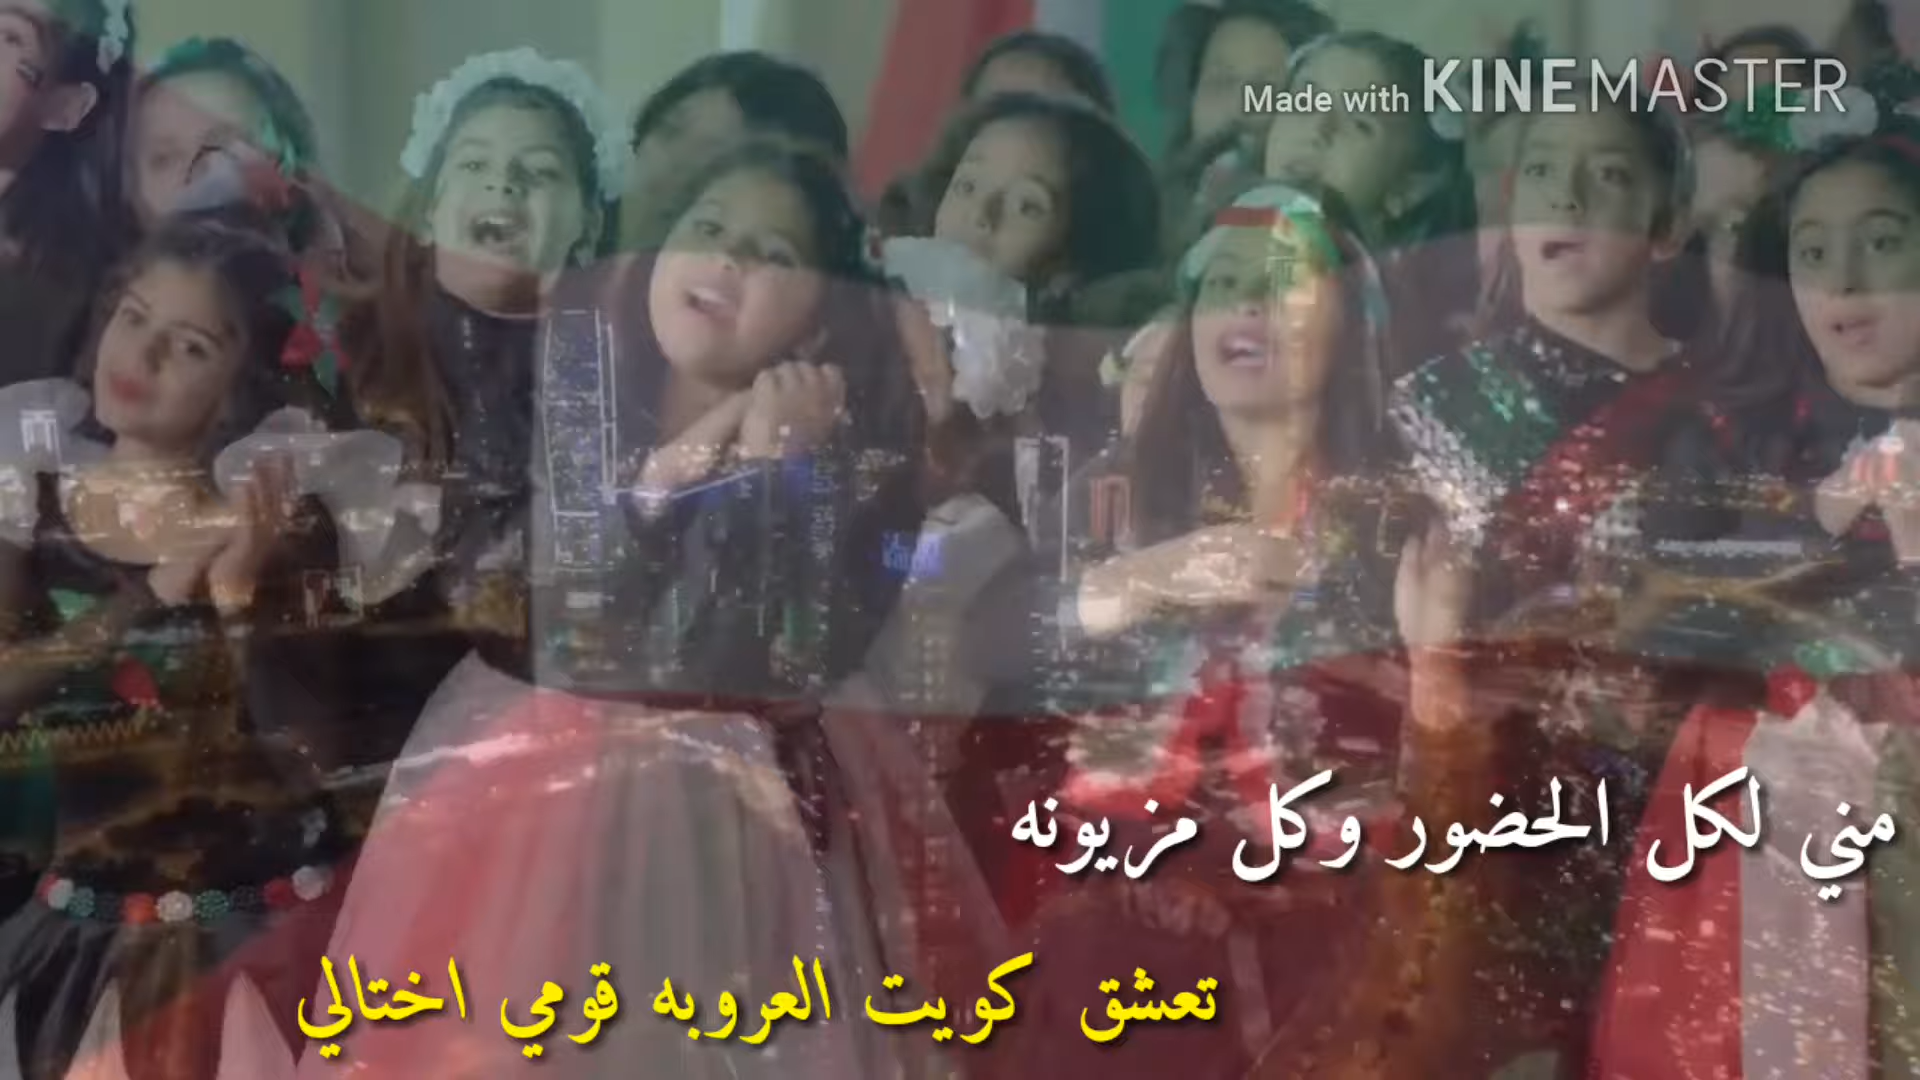 Made with KINEMASTER
مني لكل الحضور وكل مزيونه
تعشق كويت العروبه قومي اختالي